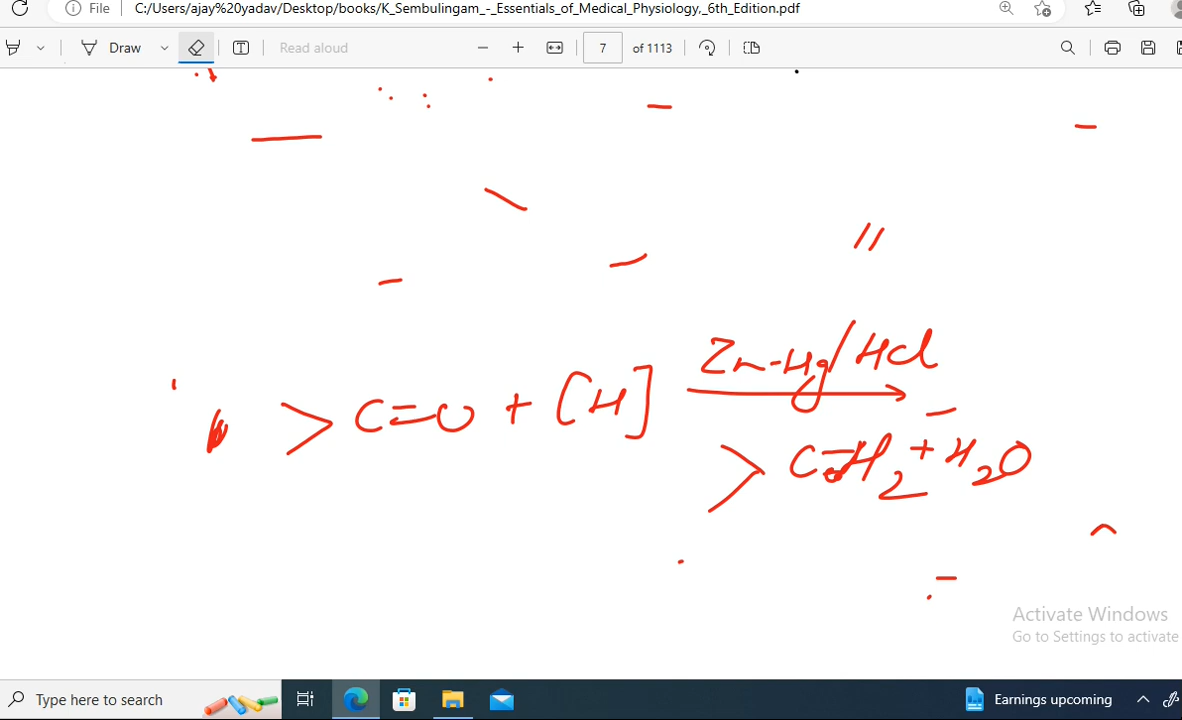 File C:/Users/ajay%20yadav/Desktop/books/K_Sembulingam_-_Essentials_of_Medical_Physiology,_6th_Edition.pdf
Draw Read aloud 7 of 1113
Zn-Hg/HCl
>C=O + [H]
>CH2 + H2O
Activate Windows
Go to Settings to activate
Type here to search Earnings upcoming